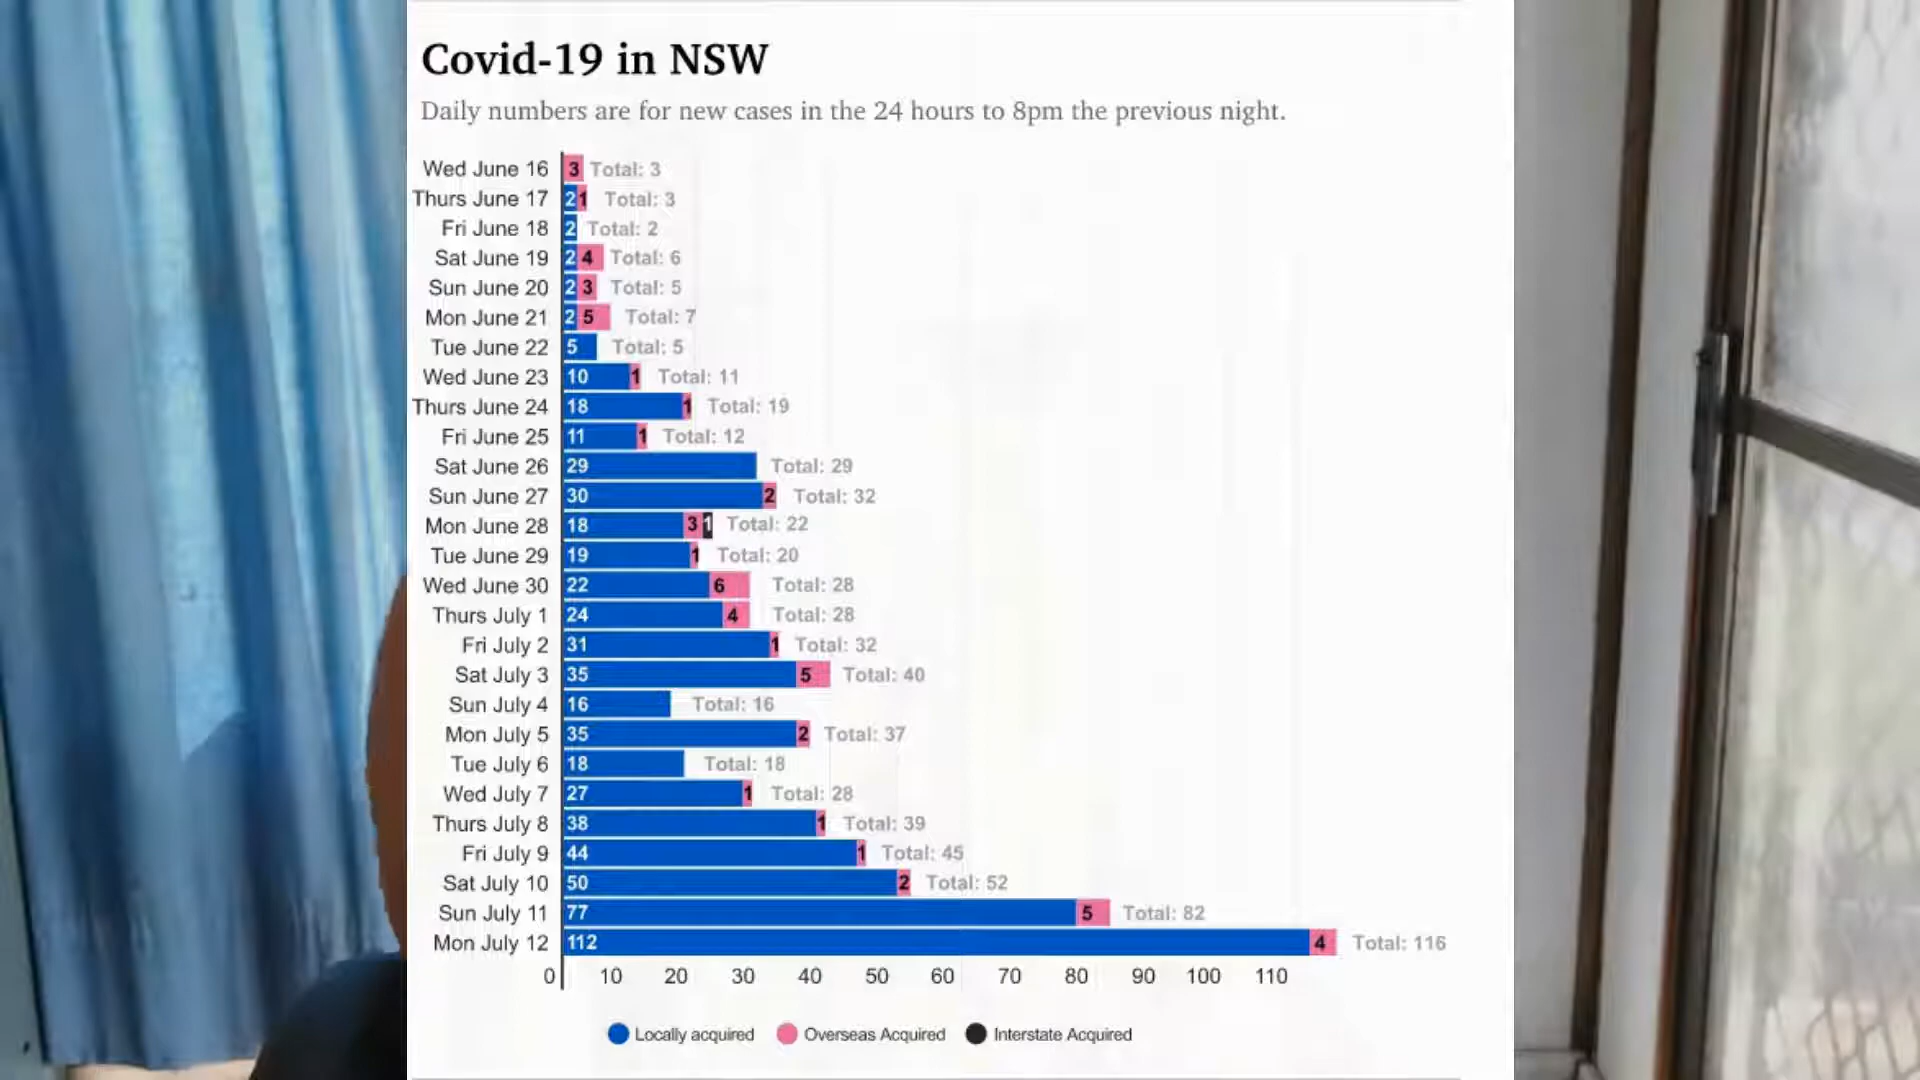 Covid-19 in NSW
Daily numbers are for new cases in the 24 hours to 8pm the previous night.
Wed June 16 3 Total: 3
Thurs June 17 2 1 Total: 3
Fri June 18 2 Total: 2
Sat June 19 2 4 Total: 6
Sun June 20 2 3 Total: 5
Mon June 21 2 5 Total: 7
Tue June 22 5 Total: 5
Wed June 23 10 1 Total: 11
Thurs June 24 18 1 Total: 19
Fri June 25 11 1 Total: 12
Sat June 26 29 Total: 29
Sun June 27 30 2 Total: 32
Mon June 28 18 3 1 Total: 22
Tue June 29 19 1 Total: 20
Wed June 30 22 6 Total: 28
Thurs July 1 24 4 Total: 28
Fri July 2 31 1 Total: 32
Sat July 3 35 5 Total: 40
Sun July 4 16 Total: 16
Mon July 5 35 2 Total: 37
Tue July 6 18 Total: 18
Wed July 7 27 1 Total: 28
Thurs July 8 38 1 Total: 39
Fri July 9 44 1 Total: 45
Sat July 10 50 2 Total: 52
Sun July 11 77 5 Total: 82
Mon July 12 112 4 Total: 116
0 10 20 30 40 50 60 70 80 90 100 110
Locally acquired Overseas Acquired Interstate Acquired